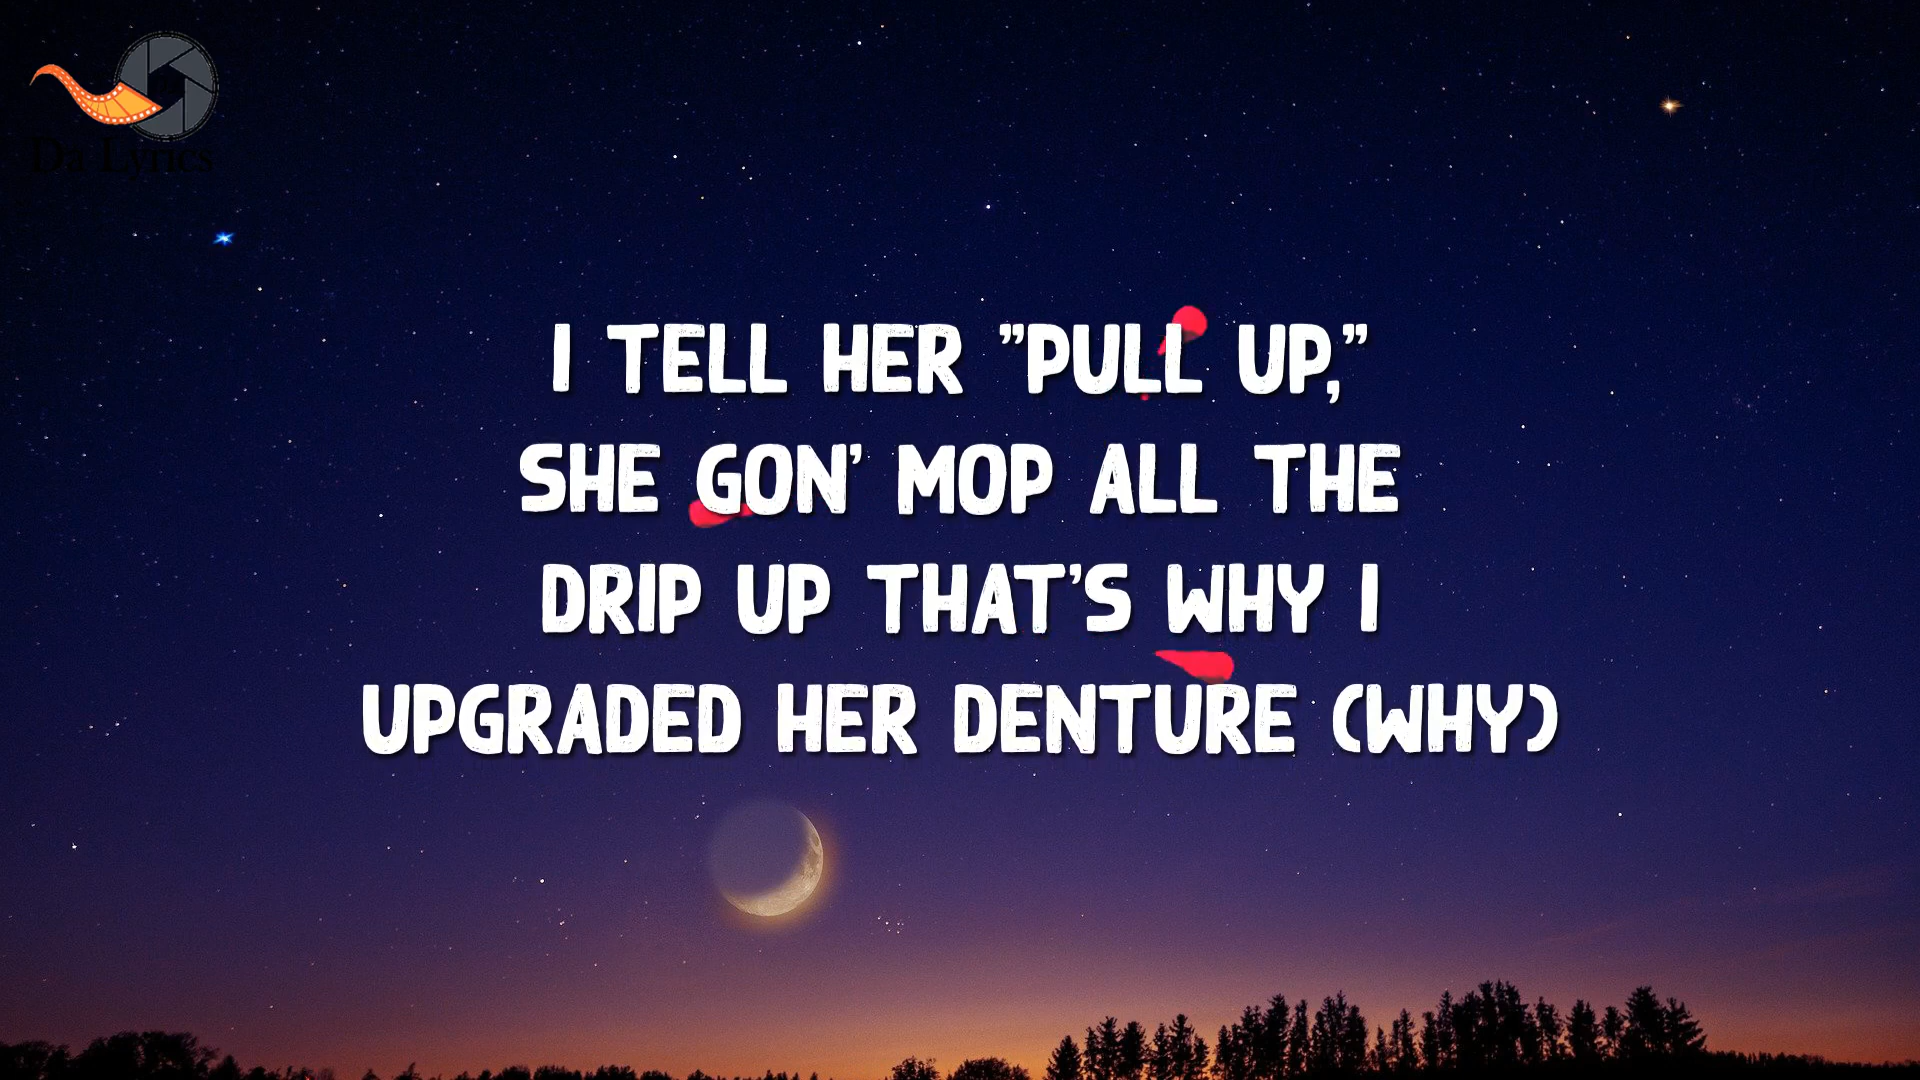 Da Lyrics
I TELL HER "PULL UP,"
SHE GON' MOP ALL THE
DRIP UP THAT'S WHY I
UPGRADED HER DENTURE (WHY)